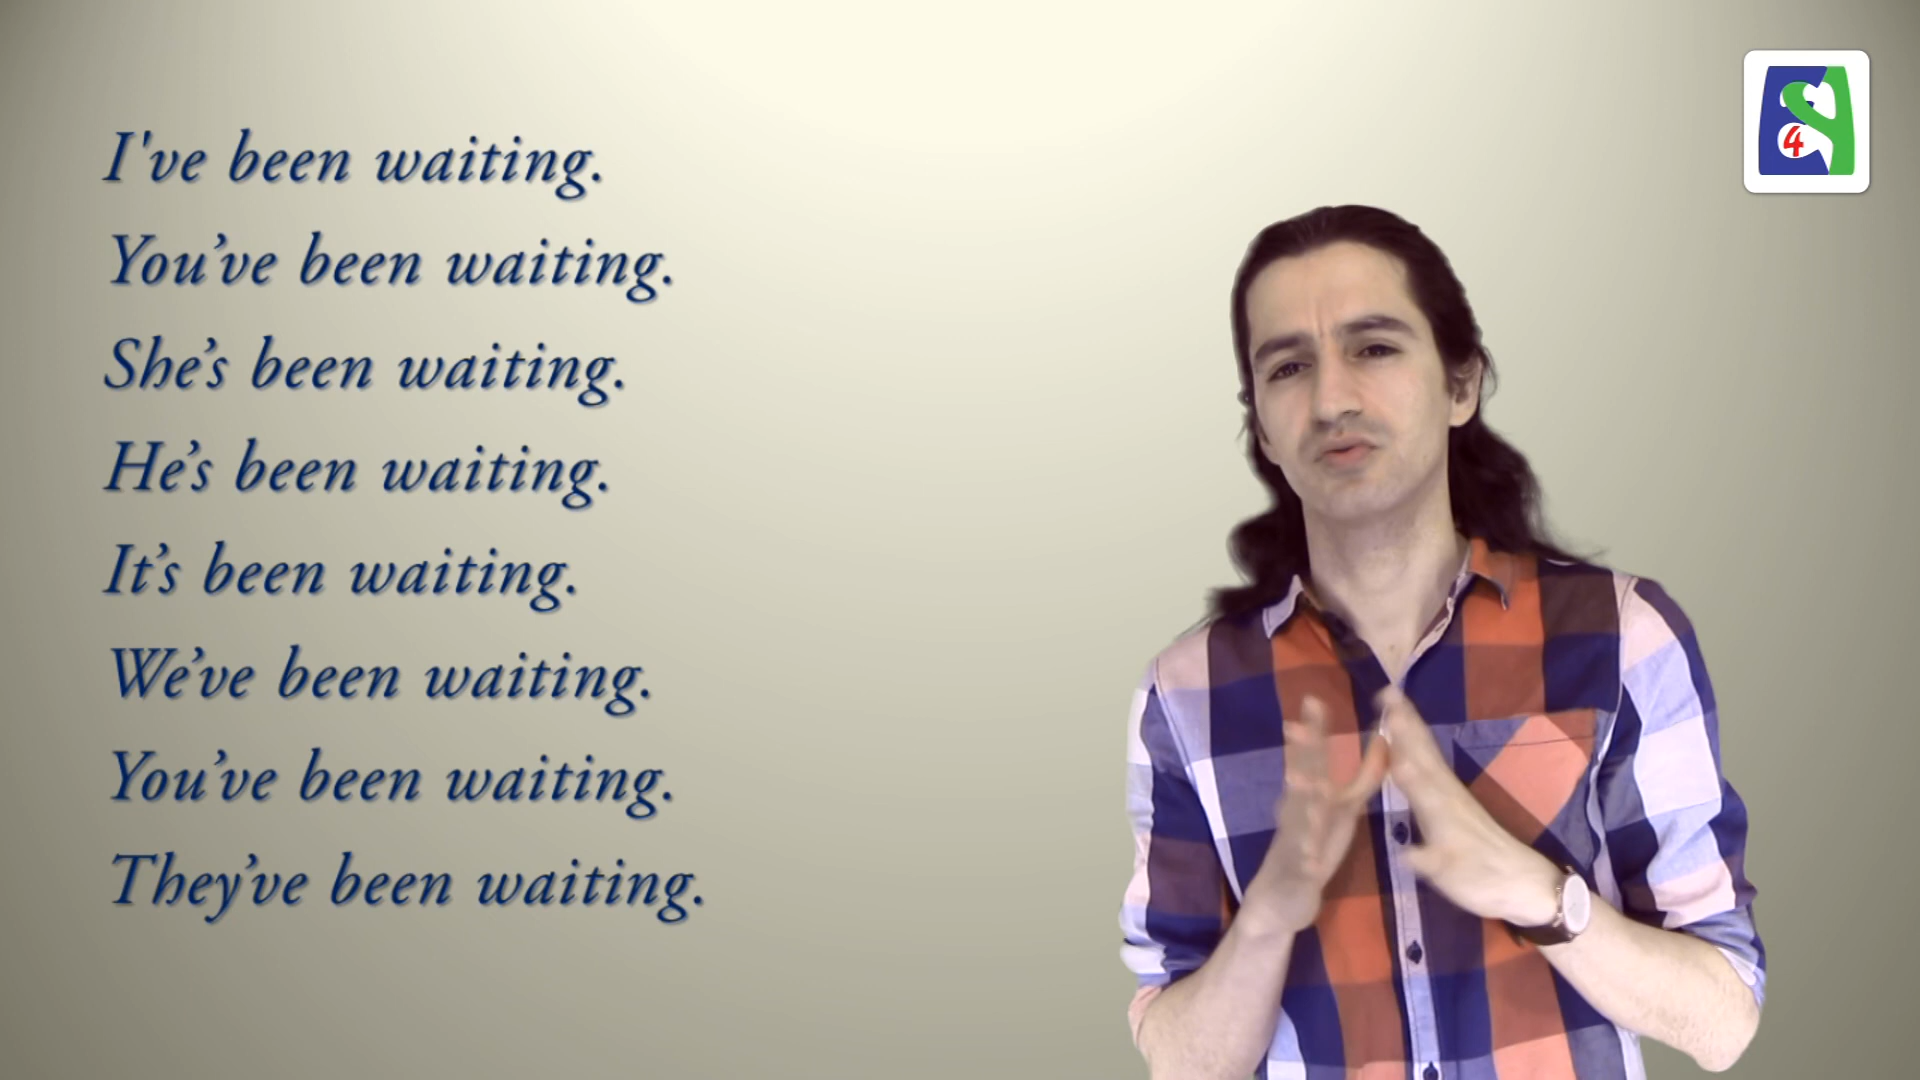 I've been waiting.
You’ve been waiting.
She’s been waiting.
He’s been waiting.
It’s been waiting.
We’ve been waiting.
You’ve been waiting.
They’ve been waiting.
4